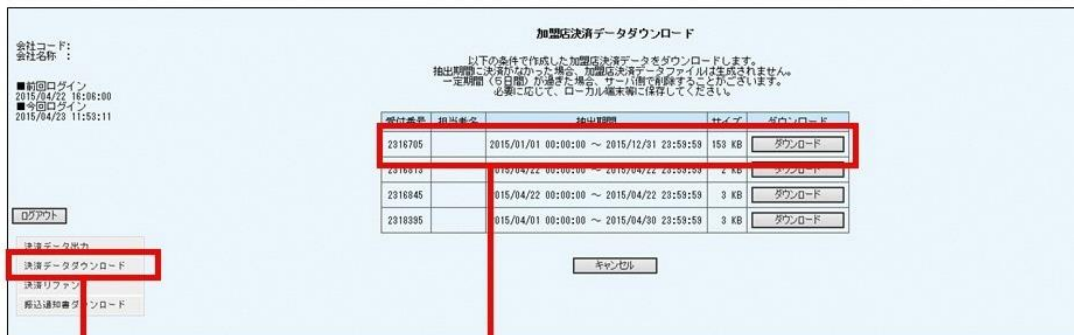 加盟店決済データダウンロード
会社コード:
会社名称 :
以下の条件で作成した加盟店決済データをダウンロードします。
抽出期間に決済がなかった場合、加盟店決済データファイルは生成されません。
一定期間(5日間)が過ぎた場合、サーバ側で削除することがございます。
必要に応じて、ローカル端末等に保存してください。
■前回ログイン
2015/04/22 16:06:00
■今回ログイン
2015/04/23 11:53:11
受付番号 担当者名 抽出期間 サイズ ダウンロード
2316705 2015/01/01 00:00:00 ~ 2015/12/31 23:59:59 153 KB ダウンロード
2316813 2015/04/22 00:00:00 ~ 2015/04/22 23:59:59 2 KB ダウンロード
2316845 2015/04/22 00:00:00 ~ 2015/04/22 23:59:59 3 KB ダウンロード
2318395 2015/04/01 00:00:00 ~ 2015/04/30 23:59:59 3 KB ダウンロード
ログアウト
決済データ出力
決済データダウンロード
キャンセル
決済リファン
振込通知書ダウンロード